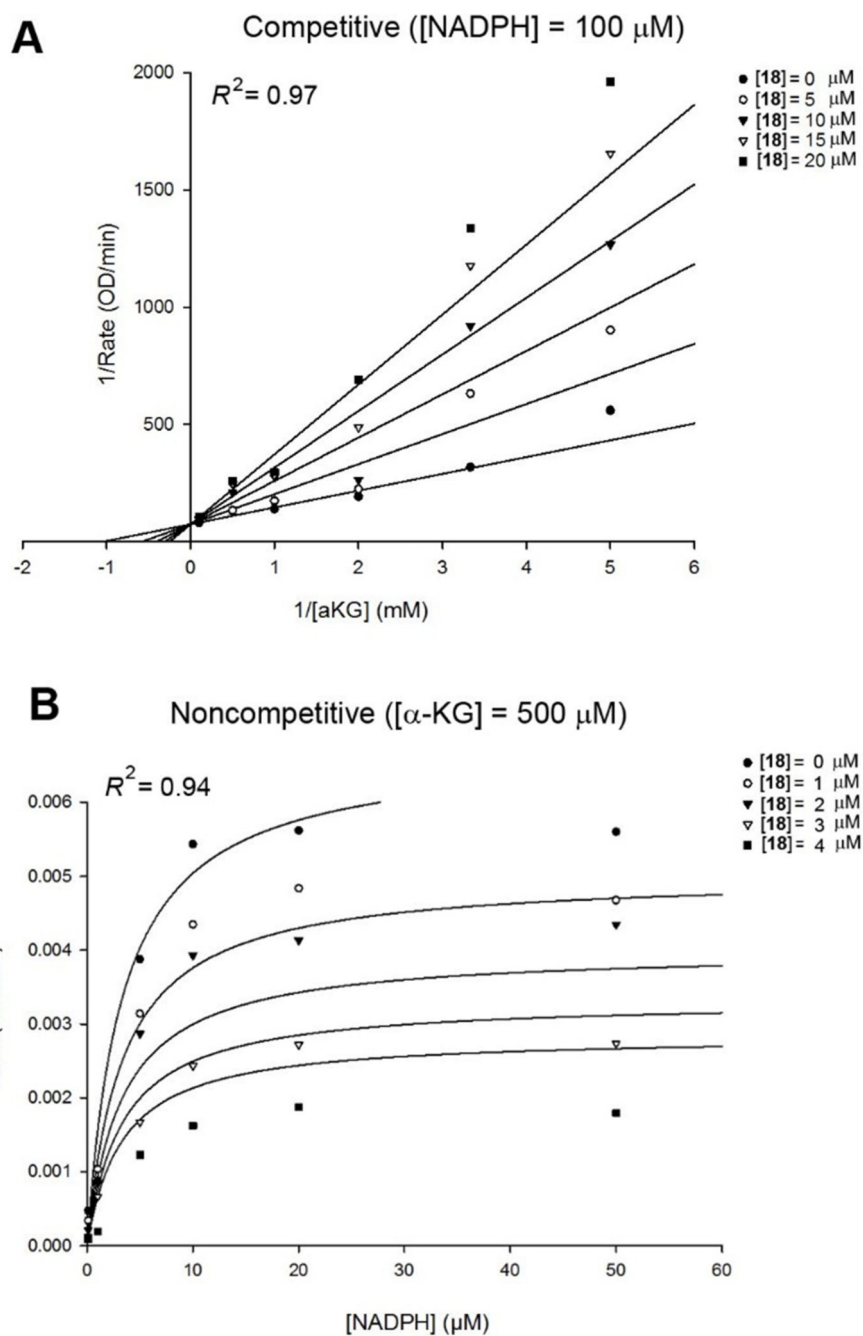 A
Competitive ([NADPH] = 100 μM)
R² = 0.97
[18] = 0 μM
[18] = 5 μM
[18] = 10 μM
[18] = 15 μM
[18] = 20 μM
1/Rate (OD/min)
2000
1500
1000
500
-2 -1 0 1 2 3 4 5 6
1/[aKG] (mM)
B
Noncompetitive ([α-KG] = 500 μM)
R² = 0.94
[18] = 0 μM
[18] = 1 μM
[18] = 2 μM
[18] = 3 μM
[18] = 4 μM
0.006
0.005
0.004
0.003
0.002
0.001
0.000
0 10 20 30 40 50 60
[NADPH] (μM)